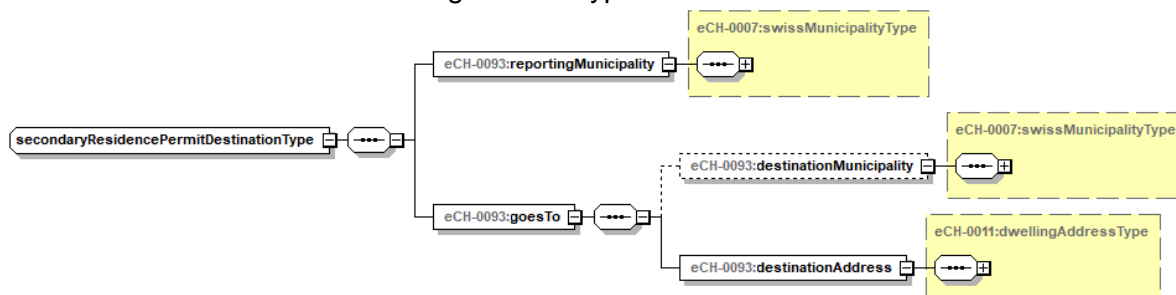 eCH-0007:swissMunicipalityType
eCH-0093:reportingMunicipality
secondaryResidencePermitDestinationType
eCH-0007:swissMunicipalityType
eCH-0093:destinationMunicipality
eCH-0093:goesTo
eCH-0011:dwellingAddressType
eCH-0093:destinationAddress